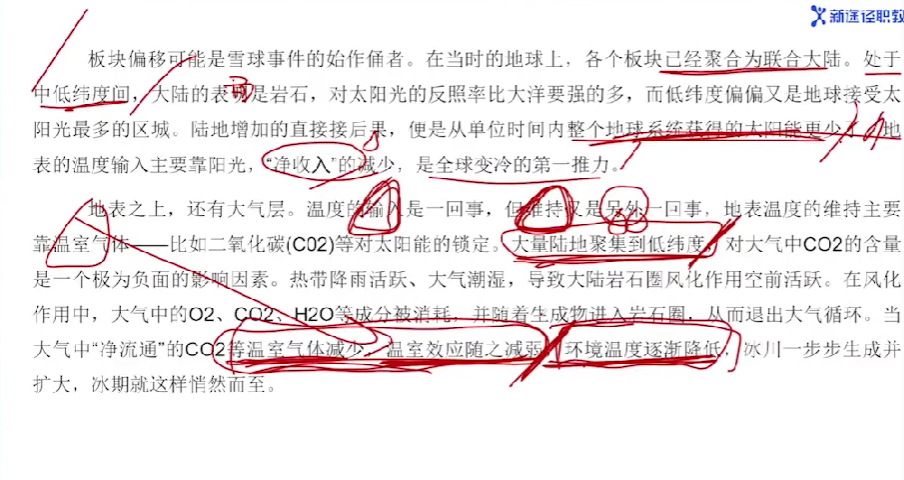 新途径职教
板块偏移可能是雪球事件的始作俑者。在当时的地球上，各个板块已经聚合为联合大陆。处于
中低纬度间，大陆的表面是岩石，对太阳光的反照率比大洋要强的多，而低纬度偏偏又是地球接受太
阳光最多的区城。陆地增加的直接接后果，便是从单位时间内整个地球系统获得的太阳能更少了。地
表的温度输入主要靠阳光，“净收入”的减少，是全球变冷的第一推力。
地表之上，还有大气层。温度的输入是一回事，但维持又是另外一回事，地表温度的维持主要
靠温室气体——比如二氧化碳(C02)等对太阳能的锁定。大量陆地聚集到低纬度，对大气中CO2的含量
是一个极为负面的影响因素。热带降雨活跃、大气潮湿，导致大陆岩石圈风化作用空前活跃。在风化
作用中，大气中的O2、CO2、H2O等成分被消耗，并随着生成物进入岩石圈，从而退出大气循环。当
大气中“净流通”的CO2等温室气体减少，温室效应随之减弱，环境温度逐渐降低，冰川一步步生成并
扩大，冰期就这样悄然而至。